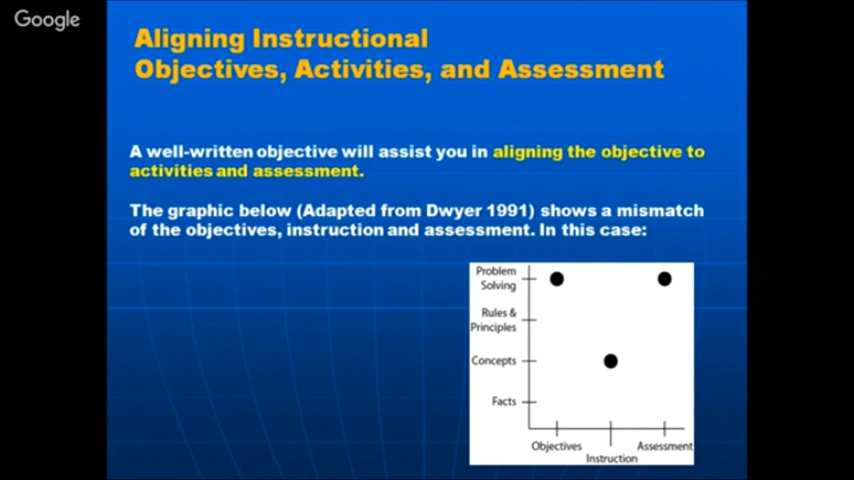 Google
Aligning Instructional
Objectives, Activities, and Assessment
A well-written objective will assist you in aligning the objective to
activities and assessment.
The graphic below (Adapted from Dwyer 1991) shows a mismatch
of the objectives, instruction and assessment. In this case:
Problem
Solving
Rules &
Principles
Concepts
Facts
Objectives
Instruction
Assessment